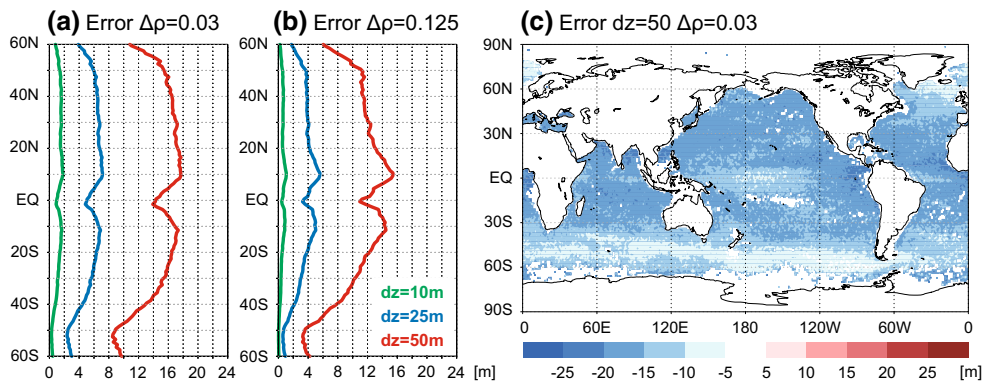 (a) Error Δρ=0.03
(b) Error Δρ=0.125
(c) Error dz=50 Δρ=0.03
60N
40N
20N
EQ
20S
40S
60S
0 4 8 12 16 20 24
60N
40N
20N
EQ
20S
40S
60S
dz=10m
dz=25m
dz=50m
0 4 8 12 16 20 24 [m]
90N
60N
30N
EQ
30S
60S
90S
0 60E 120E 180 120W 60W 0
-25 -20 -15 -10 -5 5 10 15 20 25 [m]